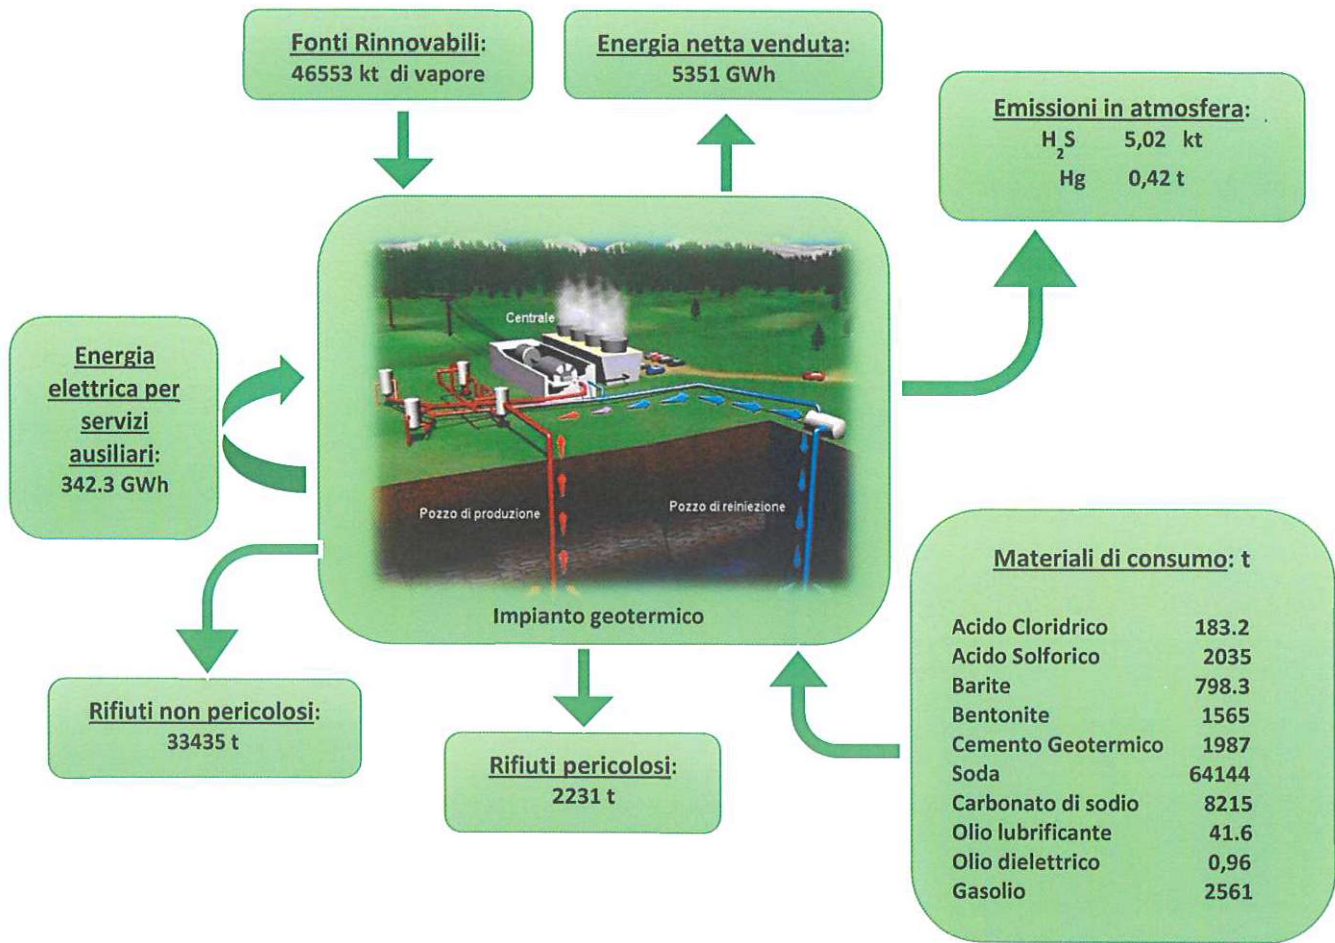 Fonti Rinnovabili:
46553 kt di vapore
Energia netta venduta:
5351 GWh
Emissioni in atmosfera:
H2S 5,02 kt
Hg 0,42 t
Energia
elettrica per
servizi
ausiliari:
342.3 GWh
Centrale
Pozzo di produzione
Pozzo di reiniezione
Impianto geotermico
Rifiuti non pericolosi:
33435 t
Rifiuti pericolosi:
2231 t
Materiali di consumo: t
Acido Cloridrico 183.2
Acido Solforico 2035
Barite 798.3
Bentonite 1565
Cemento Geotermico 1987
Soda 64144
Carbonato di sodio 8215
Olio lubrificante 41.6
Olio dielettrico 0,96
Gasolio 2561